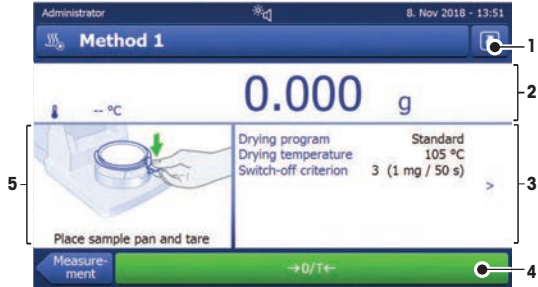 Administrator 8. Nov 2018 - 13:51
Method 1
1
0.000 g
-- °C
2
Drying program Standard
Drying temperature 105 °C
Switch-off criterion 3 (1 mg / 50 s)
>
3
5
Place sample pan and tare
Measure-
ment
→0/T←
4